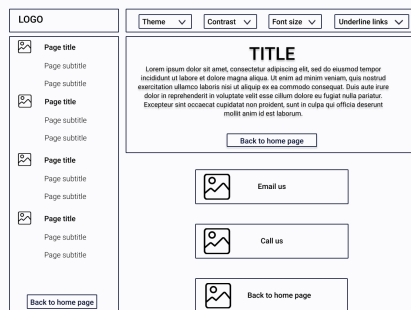 LOGO
Theme
Contrast
Font size
Underline links
Page title
Page subtitle
Page subtitle
Page title
Page subtitle
Page subtitle
Page title
Page subtitle
Page subtitle
Page title
Page subtitle
Page subtitle
Back to home page
TITLE
Lorem ipsum dolor sit amet, consectetur adipiscing elit, sed do eiusmod tempor
incididunt ut labore et dolore magna aliqua. Ut enim ad minim veniam, quis nostrud
exercitation ullamco laboris nisi ut aliquip ex ea commodo consequat. Duis aute irure
dolor in reprehenderit in voluptate velit esse cillum dolore eu fugiat nulla pariatur.
Excepteur sint occaecat cupidatat non proident, sunt in culpa qui officia deserunt
mollit anim id est laborum.
Back to home page
Email us
Call us
Back to home page